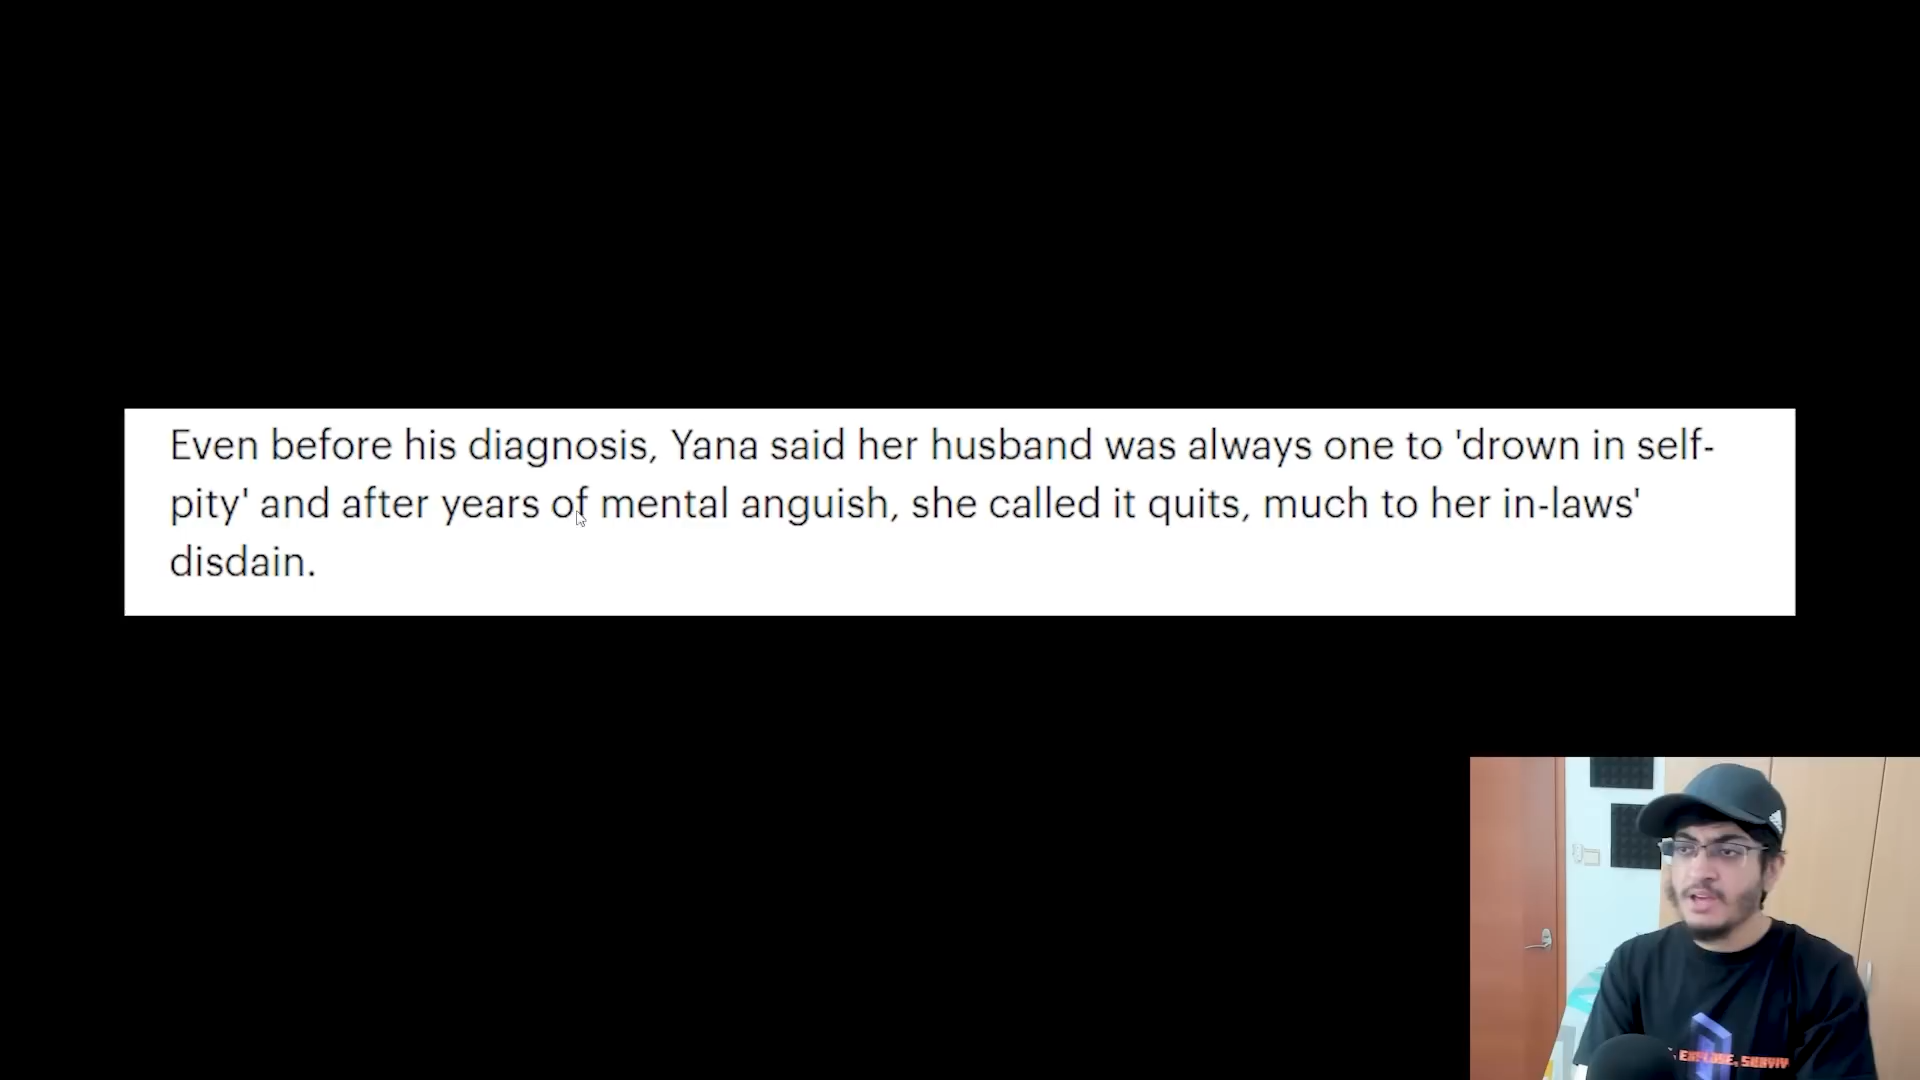 Even before his diagnosis, Yana said her husband was always one to 'drown in self-
pity' and after years of mental anguish, she called it quits, much to her in-laws'
disdain.